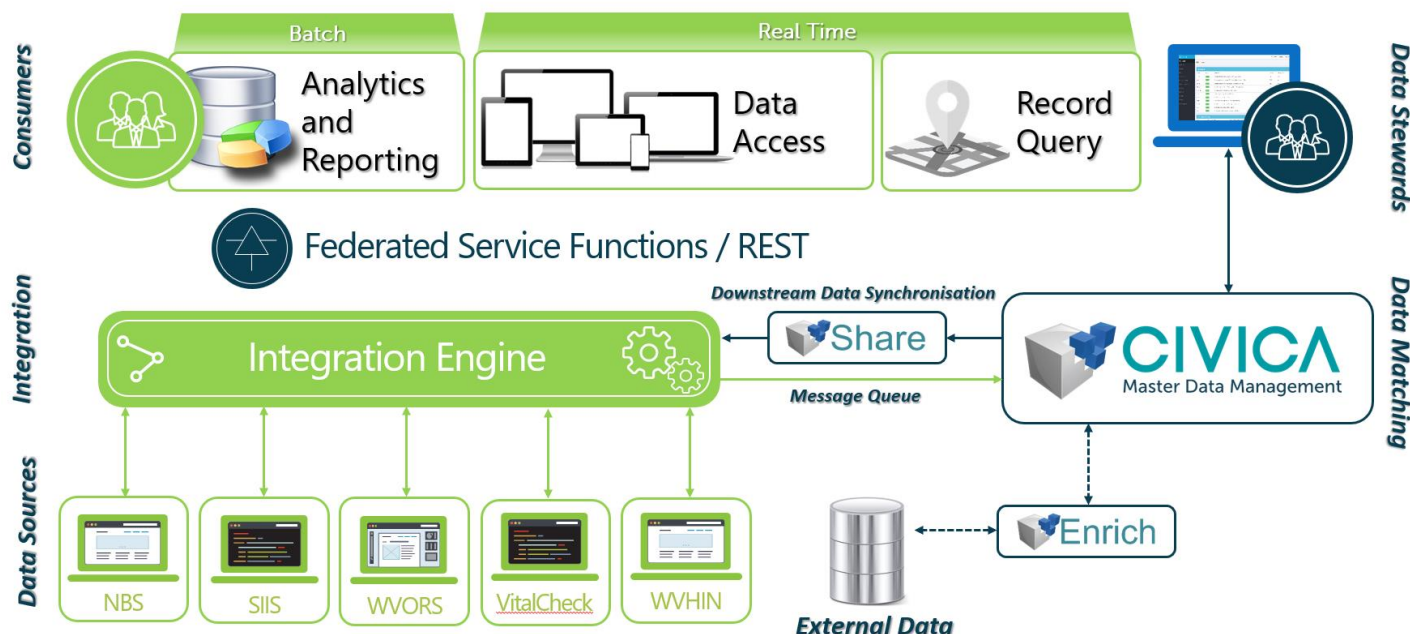 Batch
Real Time
Consumers
Analytics
and
Reporting
Data
Access
Record
Query
Data Stewards
Federated Service Functions / REST
Integration
Downstream Data Synchronisation
Integration Engine
Share
Message Queue
CIVICA
Master Data Management
Data Matching
Data Sources
NBS
SIIS
WVORS
VitalCheck
WVHIN
Enrich
External Data